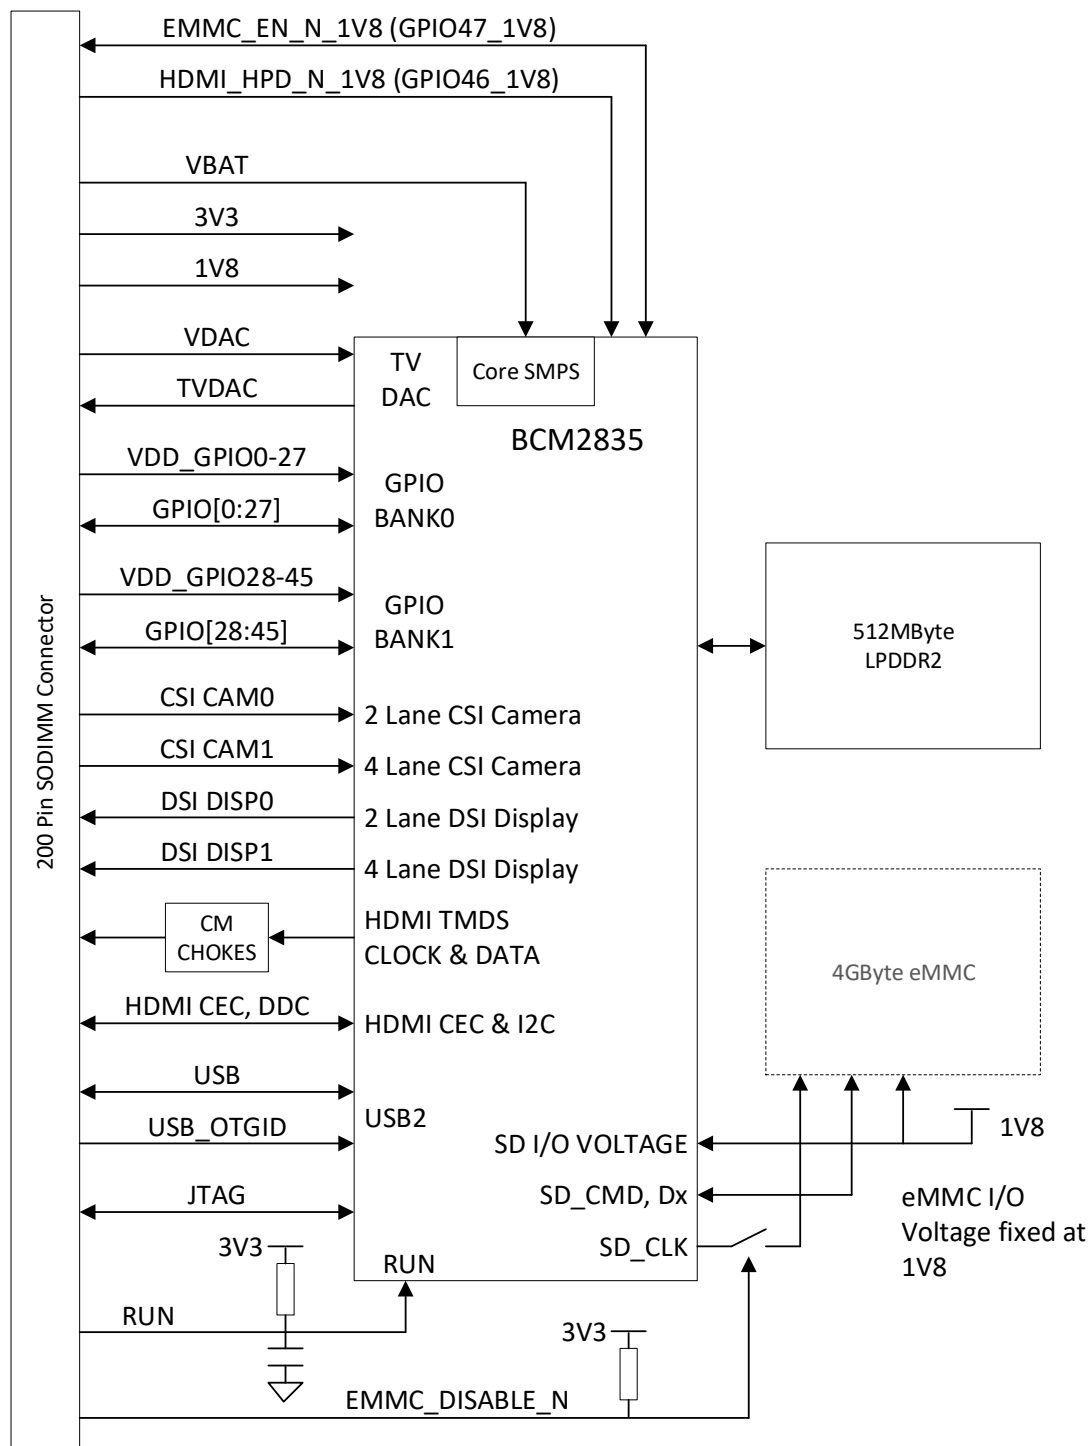 EMMC_EN_N_1V8 (GPIO47_1V8)
HDMI_HPD_N_1V8 (GPIO46_1V8)
VBAT
3V3
1V8
VDAC
TVDAC
TV
DAC
Core SMPS
BCM2835
VDD_GPIO0-27
GPIO[0:27]
GPIO
BANK0
VDD_GPIO28-45
GPIO[28:45]
GPIO
BANK1
512MByte
LPDDR2
200 Pin SODIMM Connector
CSI CAM0
2 Lane CSI Camera
CSI CAM1
4 Lane CSI Camera
DSI DISP0
2 Lane DSI Display
DSI DISP1
4 Lane DSI Display
CM
CHOKES
HDMI TMDS
CLOCK & DATA
4GByte eMMC
HDMI CEC, DDC
HDMI CEC & I2C
USB
USB_OTGID
USB2
SD I/O VOLTAGE
1V8
JTAG
SD_CMD, Dx
eMMC I/O
Voltage fixed at
1V8
SD_CLK
3V3
RUN
RUN
3V3
EMMC_DISABLE_N